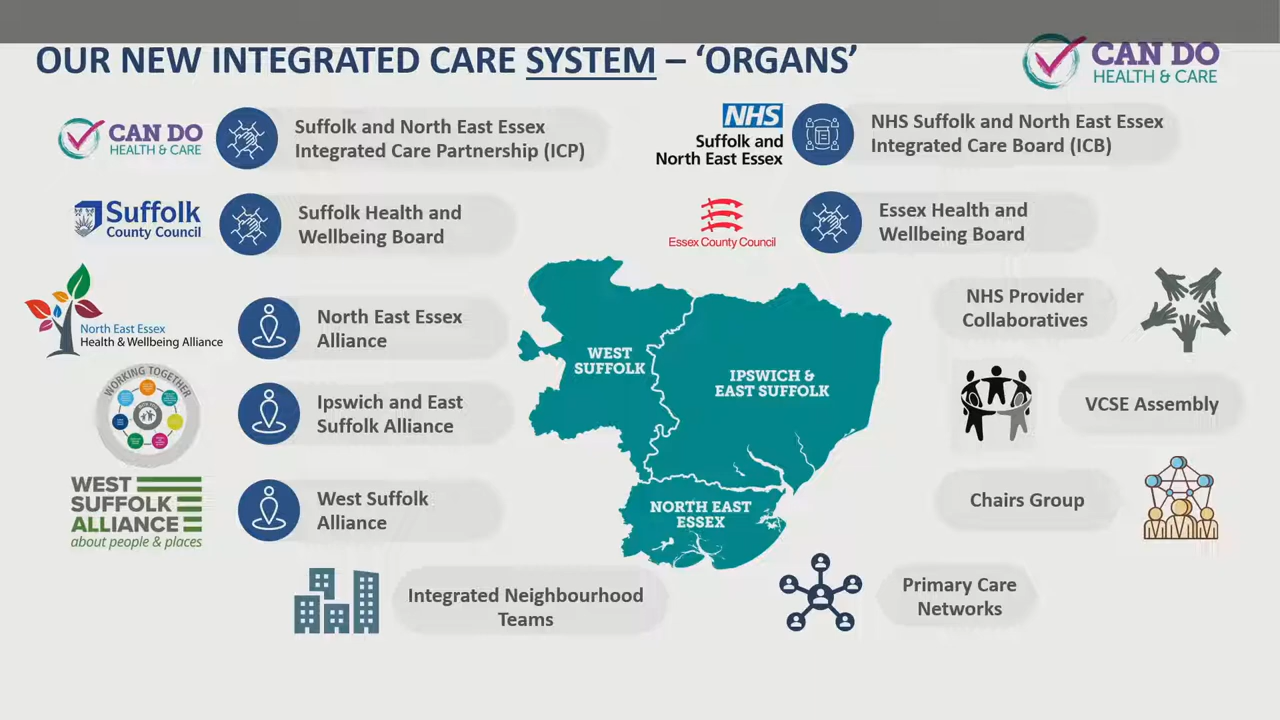 OUR NEW INTEGRATED CARE SYSTEM – ‘ORGANS’
CAN DO
HEALTH & CARE
CAN DO
HEALTH & CARE
Suffolk and North East Essex
Integrated Care Partnership (ICP)
NHS
Suffolk and
North East Essex
NHS Suffolk and North East Essex
Integrated Care Board (ICB)
Suffolk
County Council
Suffolk Health and
Wellbeing Board
Essex County Council
Essex Health and
Wellbeing Board
North East Essex
Health & Wellbeing Alliance
North East Essex
Alliance
NHS Provider
Collaboratives
WORKING TOGETHER
Ipswich and East
Suffolk Alliance
WEST
SUFFOLK
IPSWICH &
EAST SUFFOLK
NORTH EAST
ESSEX
VCSE Assembly
WEST
SUFFOLK
ALLIANCE
about people & places
West Suffolk
Alliance
Chairs Group
Integrated Neighbourhood
Teams
Primary Care
Networks